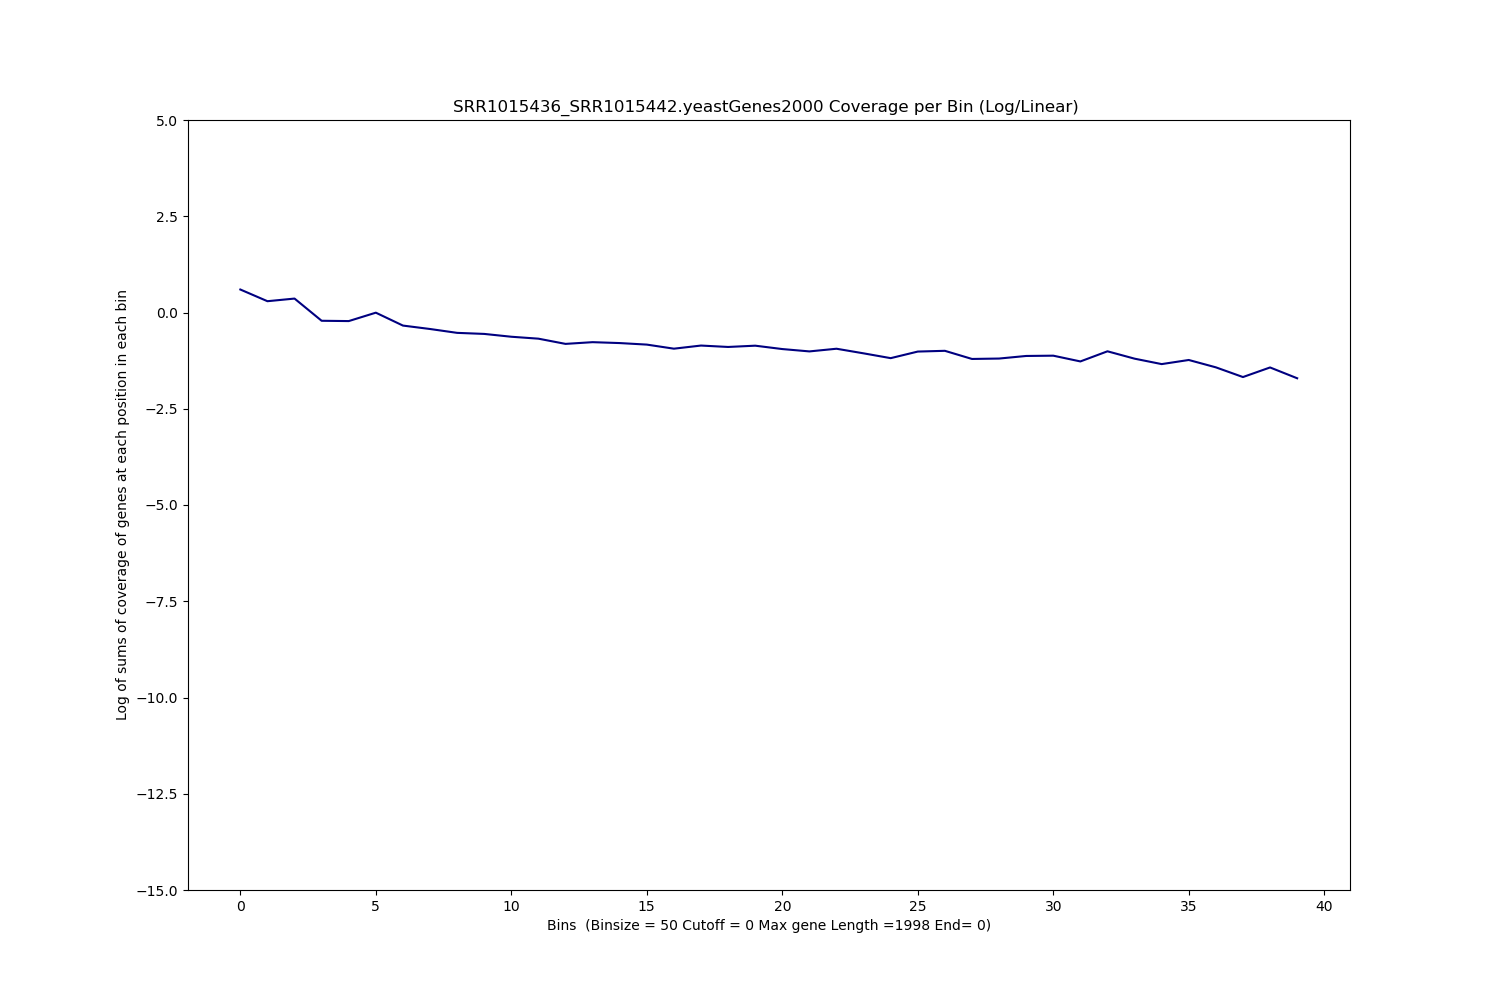 SRR1015436_SRR1015442.yeastGenes2000 Coverage per Bin (Log/Linear)
Log of sums of coverage of genes at each position in each bin
5.0
2.5
0.0
−2.5
−5.0
−7.5
−10.0
−12.5
−15.0
0 5 10 15 20 25 30 35 40
Bins  (Binsize = 50 Cutoff = 0 Max gene Length =1998 End= 0)